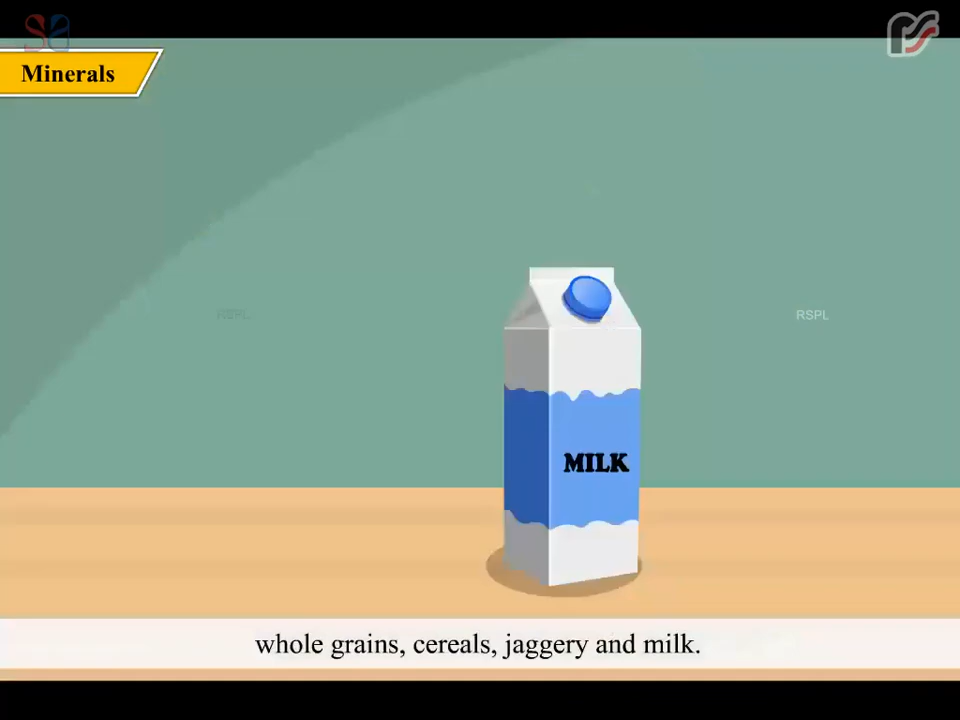 Minerals
RSPL
RSPL
MILK
whole grains, cereals, jaggery and milk.